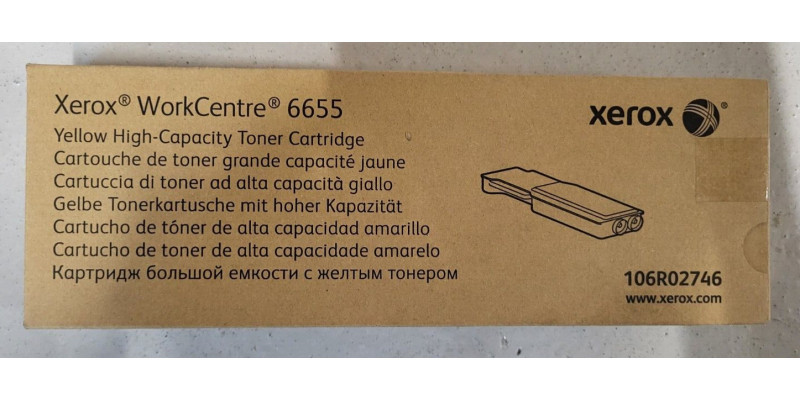 Xerox® WorkCentre® 6655
Yellow High-Capacity Toner Cartridge
Cartouche de toner grande capacité jaune
Cartuccia di toner ad alta capacità giallo
Gelbe Tonerkartusche mit hoher Kapazität
Cartucho de tóner de alta capacidad amarillo
Cartucho de toner de alta capacidade amarelo
Картридж большой емкости с желтым тонером
xerox®
106R02746
www.xerox.com